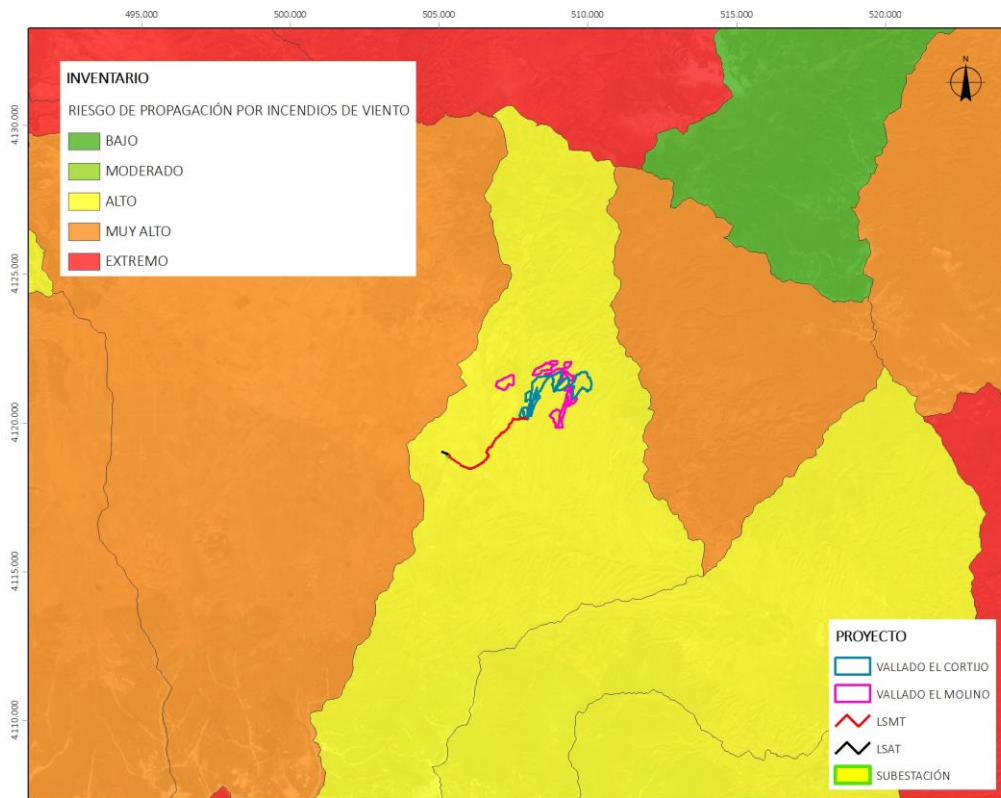 495.000
500.000
505.000
510.000
515.000
520.000
N
INVENTARIO
RIESGO DE PROPAGACIÓN POR INCENDIOS DE VIENTO
BAJO
MODERADO
ALTO
MUY ALTO
EXTREMO
4.130.000
4.125.000
4.120.000
4.115.000
4.110.000
PROYECTO
VALLADO EL CORTIJO
VALLADO EL MOLINO
LSMT
LSAT
SUBESTACIÓN